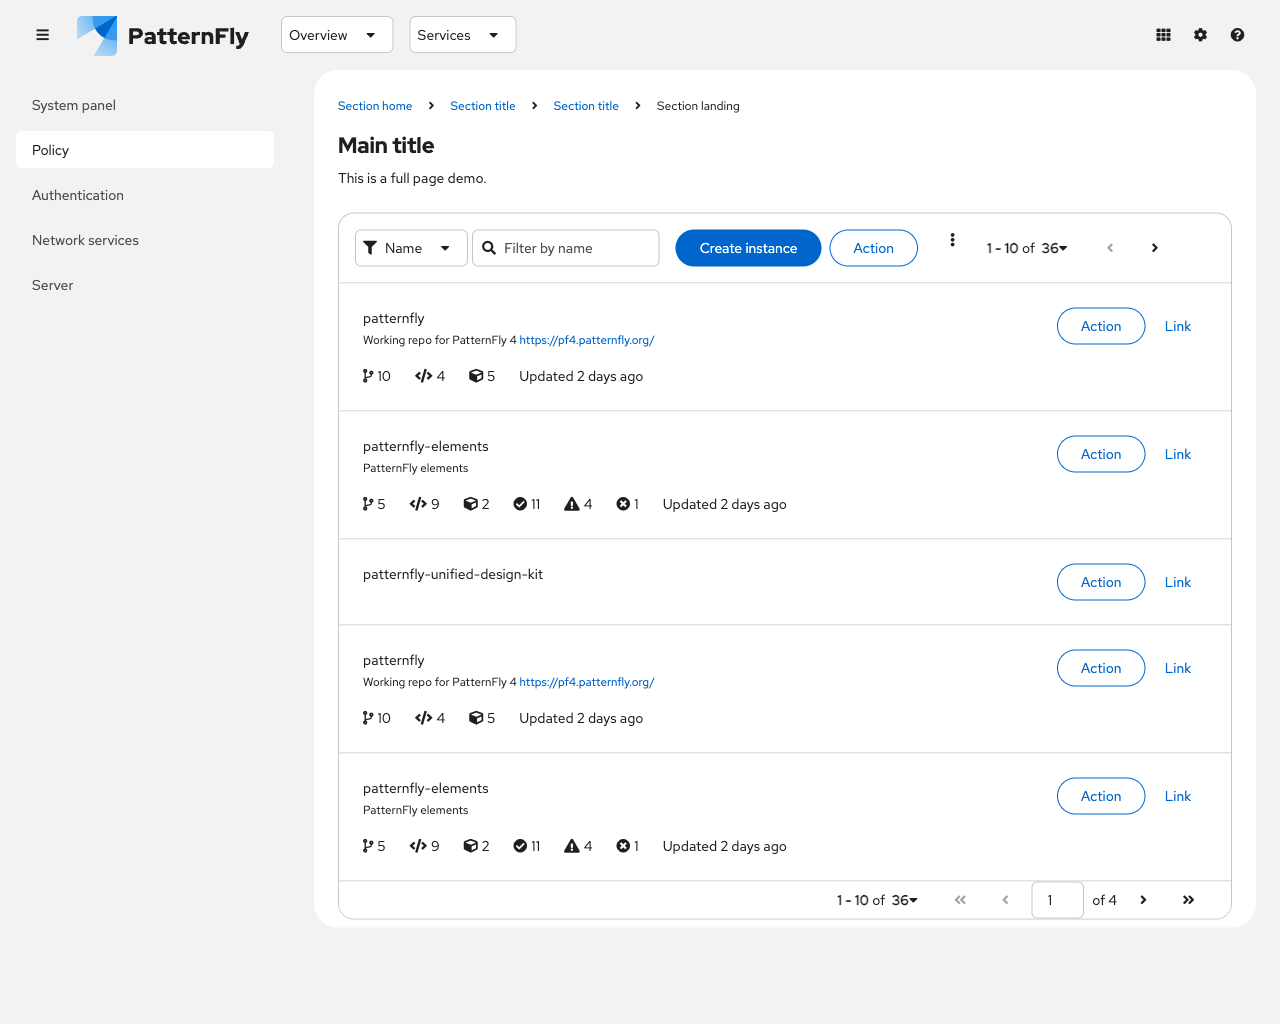 PatternFly
Overview
Services
System panel
Policy
Authentication
Network services
Server
Section home
Section title
Section title
Section landing
Main title
This is a full page demo.
Name
Filter by name
Create instance
Action
1 - 10 of 36
patternfly
Working repo for PatternFly 4 https://pf4.patternfly.org/
10 4 5 Updated 2 days ago
Action
Link
patternfly-elements
PatternFly elements
5 9 2 11 4 1 Updated 2 days ago
Action
Link
patternfly-unified-design-kit
Action
Link
patternfly
Working repo for PatternFly 4 https://pf4.patternfly.org/
10 4 5 Updated 2 days ago
Action
Link
patternfly-elements
PatternFly elements
5 9 2 11 4 1 Updated 2 days ago
Action
Link
1 - 10 of 36
1 of 4